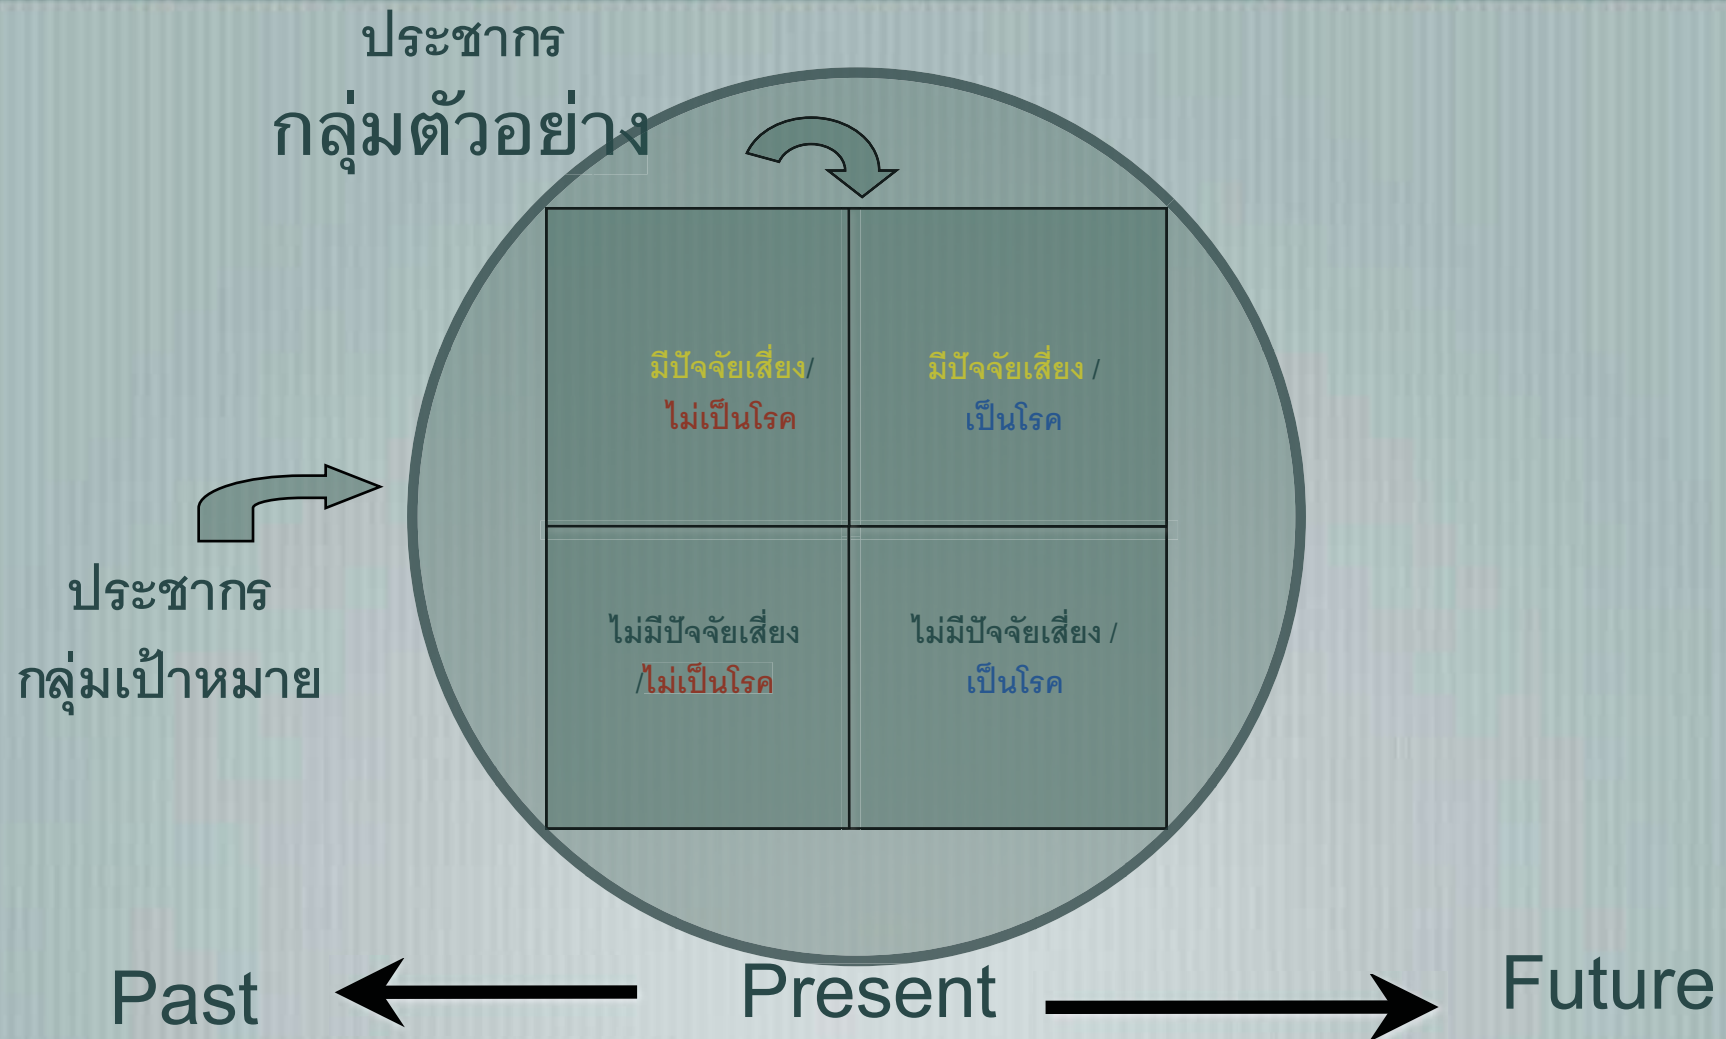 ประชากร
กลุ่มตัวอย่าง
มีปัจจัยเสี่ยง/
ไม่เป็นโรค
มีปัจจัยเสี่ยง /
เป็นโรค
ประชากร
กลุ่มเป้าหมาย
ไม่มีปัจจัยเสี่ยง
/ไม่เป็นโรค
ไม่มีปัจจัยเสี่ยง /
เป็นโรค
Past
Present
Future